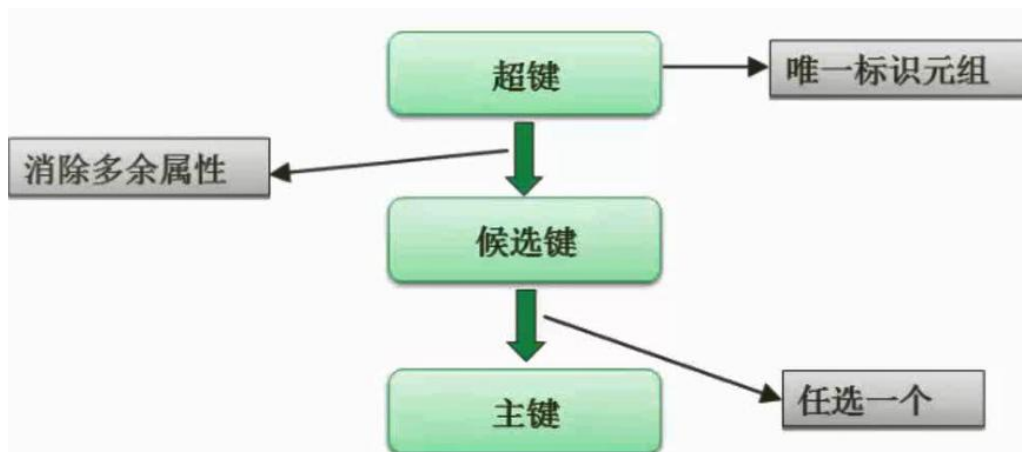 超键
唯一标识元组
消除多余属性
候选键
任选一个
主键